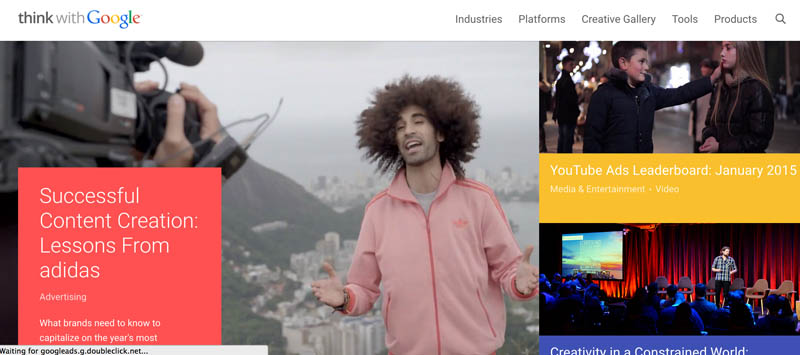 think with Google
Industries Platforms Creative Gallery Tools Products
Successful
Content Creation:
Lessons From
adidas
Advertising
What brands need to know to
capitalize on the year's most
Waiting for googleads.g.doubleclick.net...
YouTube Ads Leaderboard: January 2015
Media & Entertainment • Video
Creativity in a Constrained World: